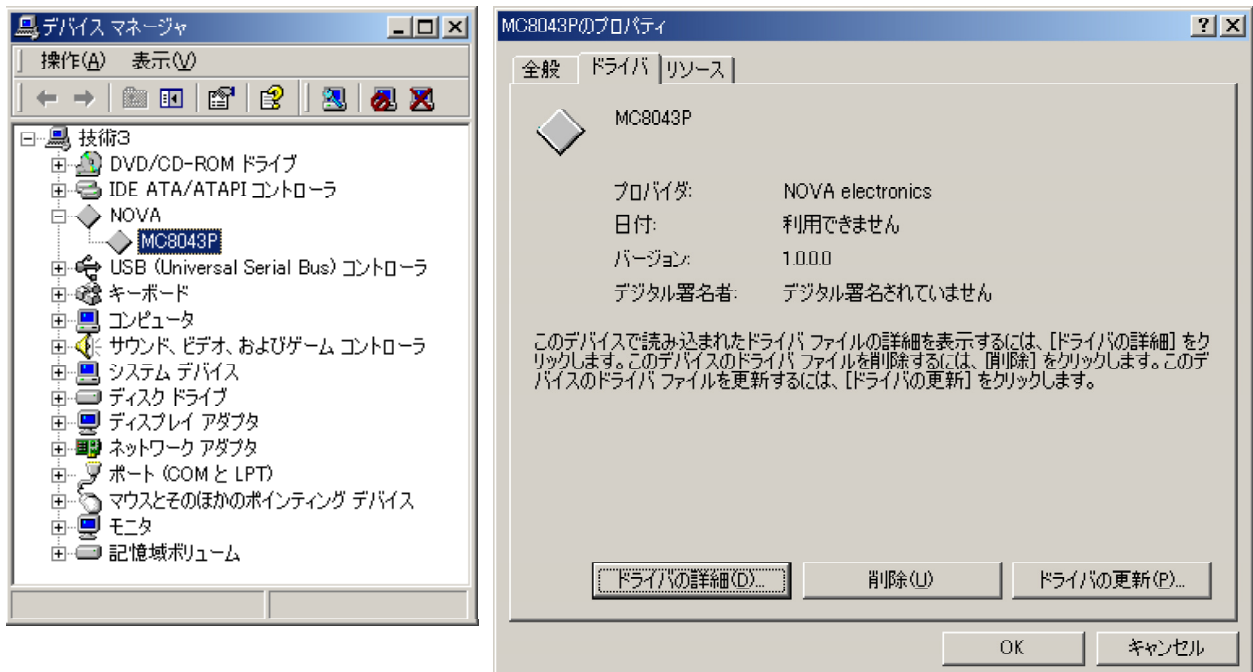 デバイス マネージャ
操作(A) 表示(V)
技術3
DVD/CD-ROM ドライブ
IDE ATA/ATAPI コントローラ
NOVA
MC8043P
USB (Universal Serial Bus) コントローラ
キーボード
コンピュータ
サウンド、ビデオ、およびゲーム コントローラ
システム デバイス
ディスク ドライブ
ディスプレイ アダプタ
ネットワーク アダプタ
ポート (COM と LPT)
マウスとそのほかのポインティング デバイス
モニタ
記憶域ボリューム
MC8043Pのプロパティ
全般 ドライバ リソース
MC8043P
プロバイダ: NOVA electronics
日付: 利用できません
バージョン: 1.0.0.0
デジタル署名者: デジタル署名されていません
このデバイスで読み込まれたドライバ ファイルの詳細を表示するには、[ドライバの詳細] をク
リックします。このデバイスのドライバ ファイルを削除するには、[削除] をクリックします。このデ
バイスのドライバ ファイルを更新するには、[ドライバの更新] をクリックします。
ドライバの詳細(D)... 削除(U) ドライバの更新(P)...
OK キャンセル